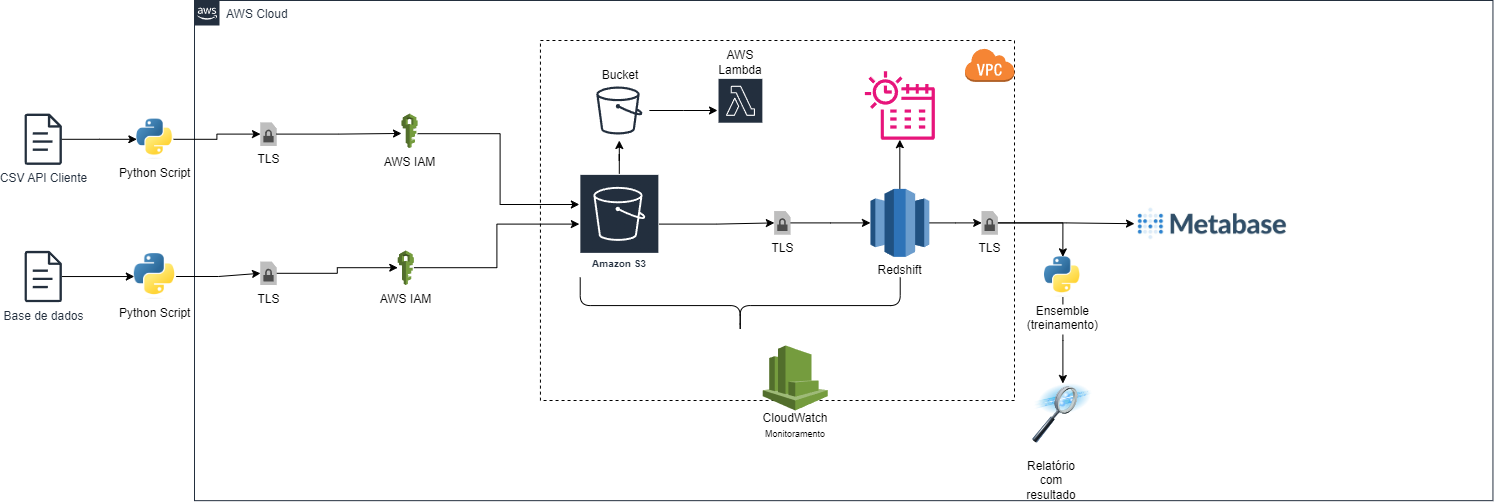 aws
AWS Cloud
CSV API Cliente
Python Script
TLS
AWS IAM
Base de dados
Python Script
TLS
AWS IAM
Bucket
AWS
Lambda
VPC
Amazon S3
TLS
Redshift
TLS
Metabase
CloudWatch
Monitoramento
Ensemble
(treinamento)
Relatório
com
resultado